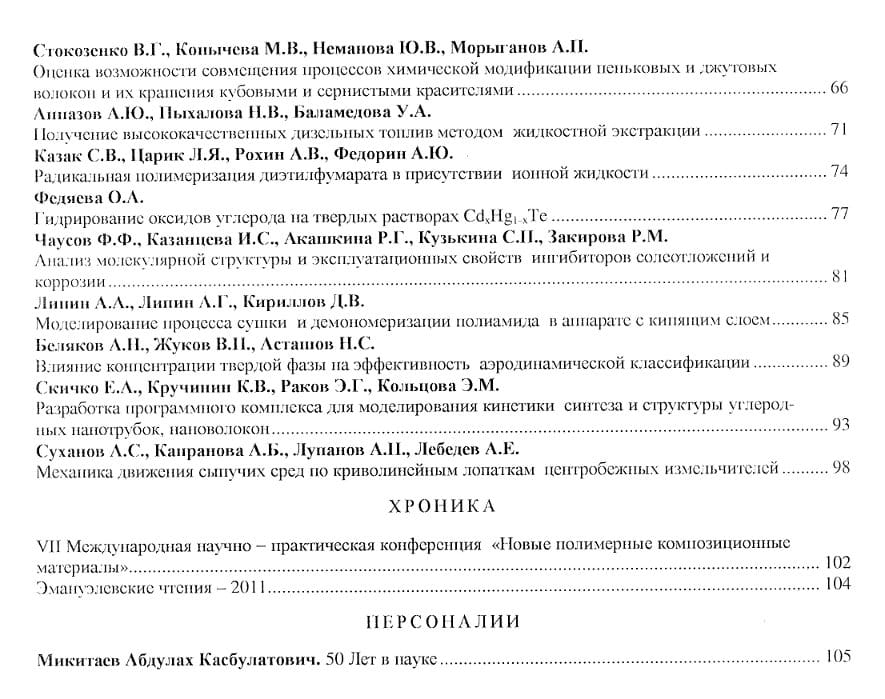 Стокозенко В.Г., Конычева М.В., Неманова Ю.В., Морыганов А.П.
Оценка возможности совмещения процессов химической модификации пеньковых и джутовых
волокон и их крашения кубовыми и сернистыми красителями ........ 66
Аппазов А.Ю., Пыхалова Н.В., Баламедова У.А.
Получение высококачественных дизельных топлив методом жидкостной экстракции ........ 71
Казак С.В., Царик Л.Я., Рохин А.В., Федорин А.Ю.
Радикальная полимеризация диэтилфумарата в присутствии ионной жидкости ........ 74
Федяева О.А.
Гидрирование оксидов углерода на твердых растворах CdxHg1-xTe ........ 77
Чаусов Ф.Ф., Казанцева И.С., Акашкина Р.Г., Кузькина С.П., Закирова Р.М.
Анализ молекулярной структуры и эксплуатационных свойств ингибиторов солеотложений и
коррозии ........ 81
Липин А.А., Липин А.Г., Кириллов Д.В.
Моделирование процесса сушки и демономеризации полиамида в аппарате с кипящим слоем ........ 85
Беляков А.Н., Жуков В.П., Асташов Н.С.
Влияние концентрации твердой фазы на эффективность аэродинамической классификации ........ 89
Скичко Е.А., Кручинин К.В., Раков Э.Г., Кольцова Э.М.
Разработка программного комплекса для моделирования кинетики синтеза и структуры углерод-
ных нанотрубок, нановолокон ........ 93
Суханов А.С., Капранова А.Б., Лупанов А.П., Лебедев А.Е.
Механика движения сыпучих сред по криволинейным лопаткам центробежных измельчителей ........ 98
ХРОНИКА
VII Международная научно – практическая конференция «Новые полимерные композиционные
материалы» ........ 102
Эмануэлевские чтения – 2011 ........ 104
ПЕРСОНАЛИИ
Микитаев Абдулах Касбулатович. 50 Лет в науке ........ 105